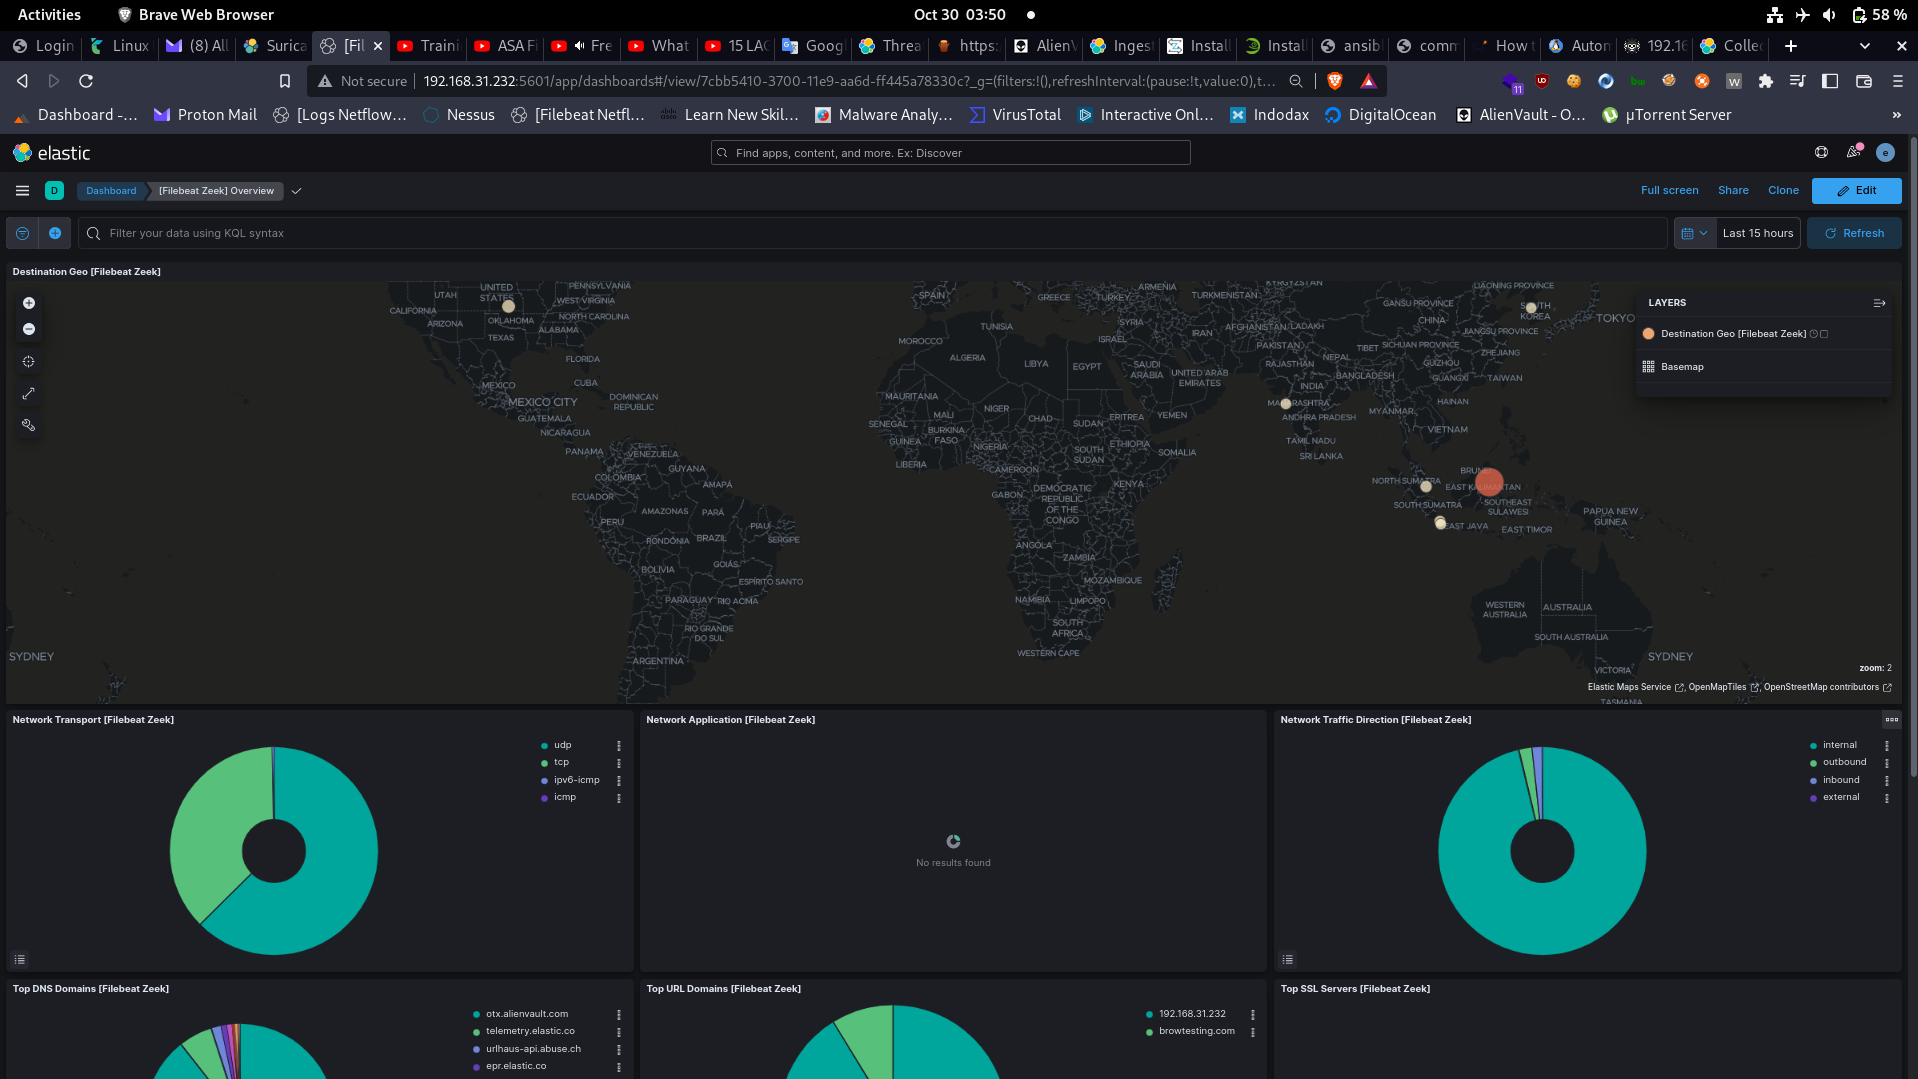 Activities
Brave Web Browser
Oct 30 03:50
58 %
Login
Linux
(8) All
Surica
[Fil
Traini
ASA Fi
Fre
What
15 LAC
Googl
Threa
https:
AlienV
Ingest
Install
Install
ansibl
comm
How t
Auton
192.16
Collec
Not secure
192.168.31.232:5601/app/dashboards#/view/7cbb5410-3700-11e9-aa6d-ff445a78330c?_g=(filters:!(),refreshInterval:(pause:!t,value:0),t...
11
Dashboard -...
Proton Mail
[Logs Netflow...
Nessus
[Filebeat Netfl...
Learn New Skil...
Malware Analy...
VirusTotal
Interactive Onl...
Indodax
DigitalOcean
AlienVault - O...
µTorrent Server
»
elastic
Find apps, content, and more. Ex: Discover
e
D
Dashboard
[Filebeat Zeek] Overview
Full screen
Share
Clone
Edit
Filter your data using KQL syntax
Last 15 hours
Refresh
Destination Geo [Filebeat Zeek]
UNITED STATES
UTAH
PENNSYLVANIA
WEST VIRGINIA
CALIFORNIA
ARIZONA
OKLAHOMA
NORTH CAROLINA
ALABAMA
TEXAS
FLORIDA
MEXICO
CUBA
MEXICO CITY
DOMINICAN REPUBLIC
GUATEMALA
NICARAGUA
PANAMA
VENEZUELA
GUYANA
COLOMBIA
AMAPÁ
ECUADOR
AMAZONAS
PARÁ
PERU
PIAUÍ
RONDÔNIA
BRAZIL
SERGIPE
GOIÁS
BOLIVIA
ESPÍRITO SANTO
PARAGUAY
RIO ACIMA
RIO GRANDE DO SUL
ARGENTINA
SYDNEY
SPAIN
GREECE
TURKEY
ARMENIA
TURKMENISTAN
KYRGYZSTAN
TUNISIA
SYRIA
MOROCCO
ISRAEL
IRAN
AFGHANISTAN
LADAKH
ALGERIA
LIBYA
EGYPT
SAUDI ARABIA
UNITED ARAB EMIRATES
PAKISTAN
RAJASTHAN
NEPAL
TIBET
BANGLADESH
INDIA
MAURITANIA
MALI
NIGER
CHAD
SUDAN
ERITREA
YEMEN
SENEGAL
BURKINA FASO
GUINEA
NIGERIA
ETHIOPIA
SOUTH SUDAN
SOMALIA
LIBERIA
CAMEROON
GABON
DEMOCRATIC REPUBLIC OF THE CONGO
KENYA
ANGOLA
ZAMBIA
MOZAMBIQUE
NAMIBIA
LIMPOPO
SOUTH AFRICA
WESTERN CAPE
GANSU PROVINCE
LIAONING PROVINCE
SOUTH KOREA
TOKYO
CHINA
JIANGSU PROVINCE
SICHUAN PROVINCE
ZHEJIANG
GUIZHOU
GUANGXI
TAIWAN
HAINAN
MYANMAR
VIETNAM
MAHARASHTRA
ANDHRA PRADESH
TAMIL NADU
SRI LANKA
BRUNEI
NORTH SUMATRA
EAST KALIMANTAN
SOUTH SUMATRA
SOUTHEAST SULAWESI
EAST JAVA
EAST TIMOR
PAPUA NEW GUINEA
WESTERN AUSTRALIA
AUSTRALIA
SOUTH AUSTRALIA
SYDNEY
VICTORIA
TASMANIA
LAYERS
Destination Geo [Filebeat Zeek]
Basemap
zoom: 2
Elastic Maps Service, OpenMapTiles, OpenStreetMap contributors
Network Transport [Filebeat Zeek]
udp
tcp
ipv6-icmp
icmp
Network Application [Filebeat Zeek]
No results found
Network Traffic Direction [Filebeat Zeek]
internal
outbound
inbound
external
Top DNS Domains [Filebeat Zeek]
otx.alienvault.com
telemetry.elastic.co
urlhaus-api.abuse.ch
epr.elastic.co
Top URL Domains [Filebeat Zeek]
192.168.31.232
browtesting.com
Top SSL Servers [Filebeat Zeek]